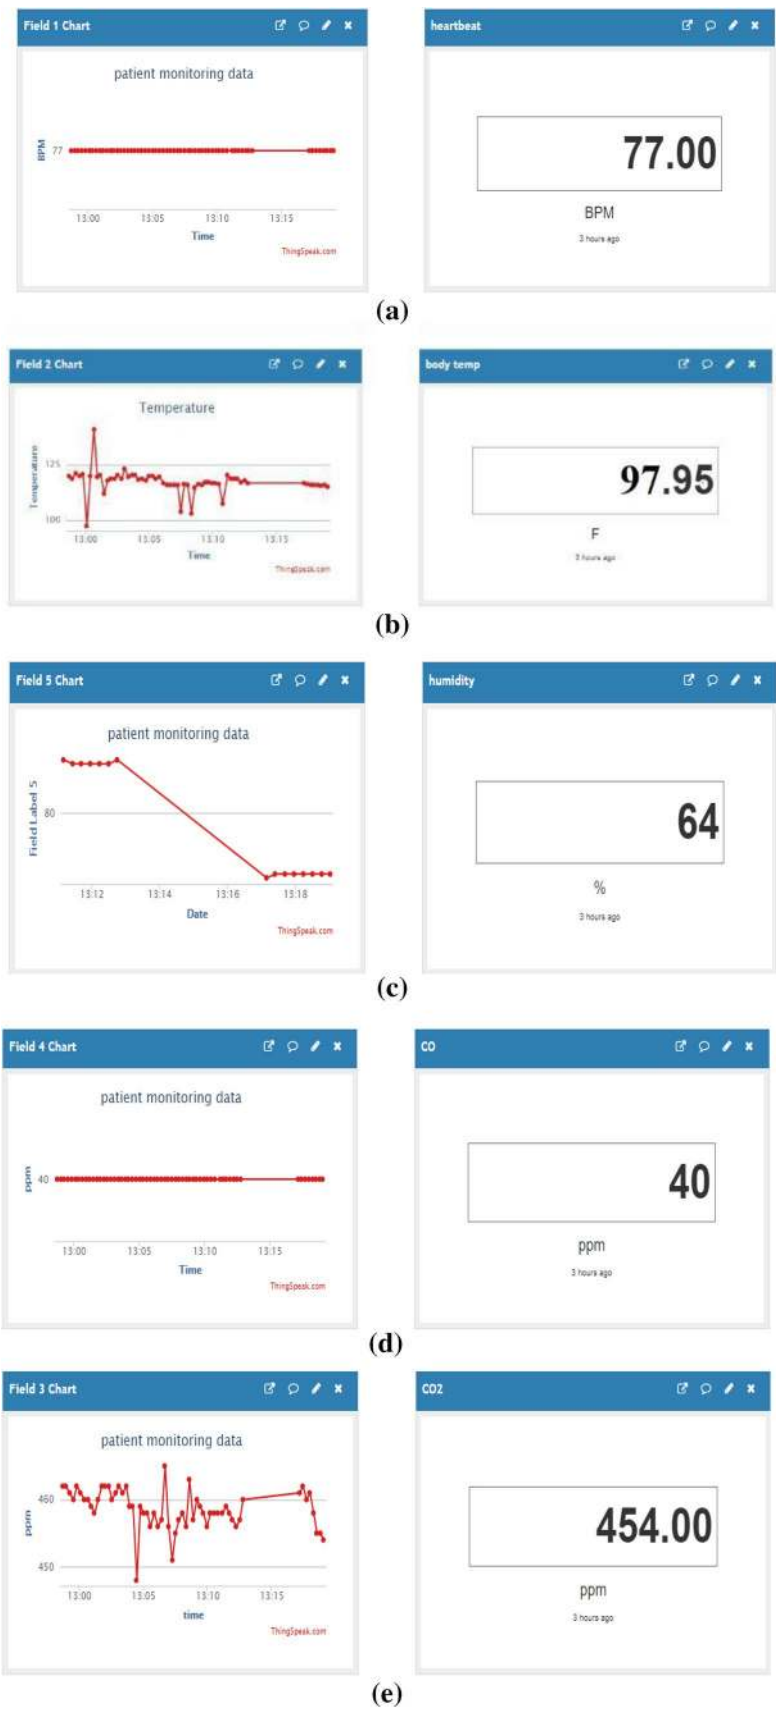 Field 1 Chart
patient monitoring data
BPM
77
13:00 13:05 13:10 13:15
Time
ThingSpeak.com
heartbeat
77.00
BPM
3 hours ago
(a)
Field 2 Chart
Temperature
Temperature
125
100
13:00 13:05 13:10 13:15
Time
ThingSpeak.com
body temp
97.95
F
3 hours ago
(b)
Field 5 Chart
patient monitoring data
Field Label 5
80
13:12 13:14 13:16 13:18
Date
ThingSpeak.com
humidity
64
%
3 hours ago
(c)
Field 4 Chart
patient monitoring data
ppm
40
13:00 13:05 13:10 13:15
Time
ThingSpeak.com
CO
40
ppm
3 hours ago
(d)
Field 3 Chart
patient monitoring data
ppm
460
450
13:00 13:05 13:10 13:15
time
ThingSpeak.com
CO2
454.00
ppm
3 hours ago
(e)